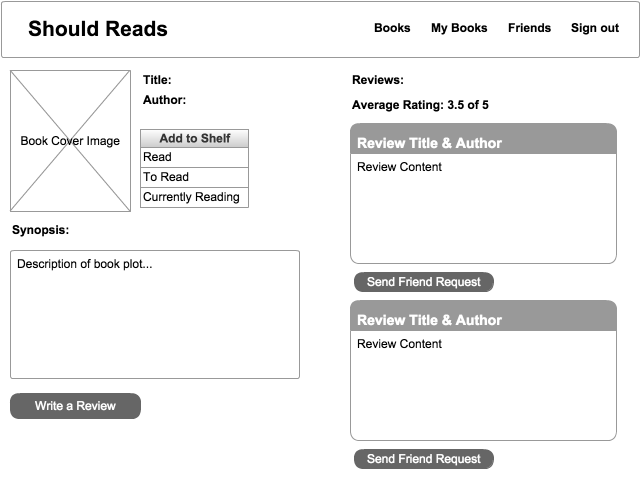 Should Reads
Books My Books Friends Sign out
Book Cover Image
Title:
Author:
Add to Shelf
Read
To Read
Currently Reading
Synopsis:
Description of book plot...
Write a Review
Reviews:
Average Rating: 3.5 of 5
Review Title & Author
Review Content
Send Friend Request
Review Title & Author
Review Content
Send Friend Request